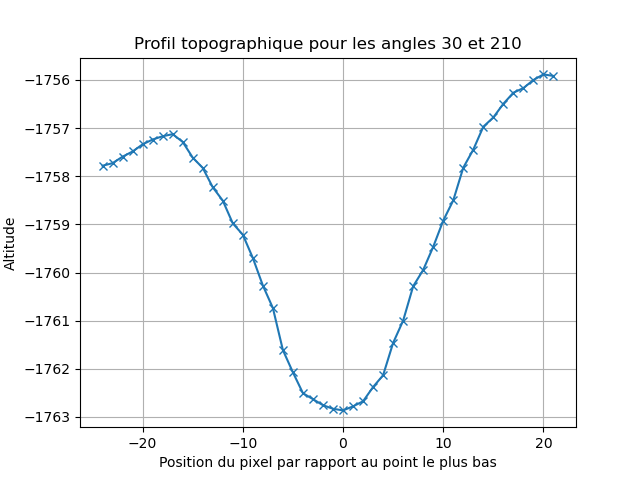 Profil topographique pour les angles 30 et 210
−1756
−1757
−1758
−1759
−1760
−1761
−1762
−1763
Altitude
−20 −10 0 10 20
Position du pixel par rapport au point le plus bas